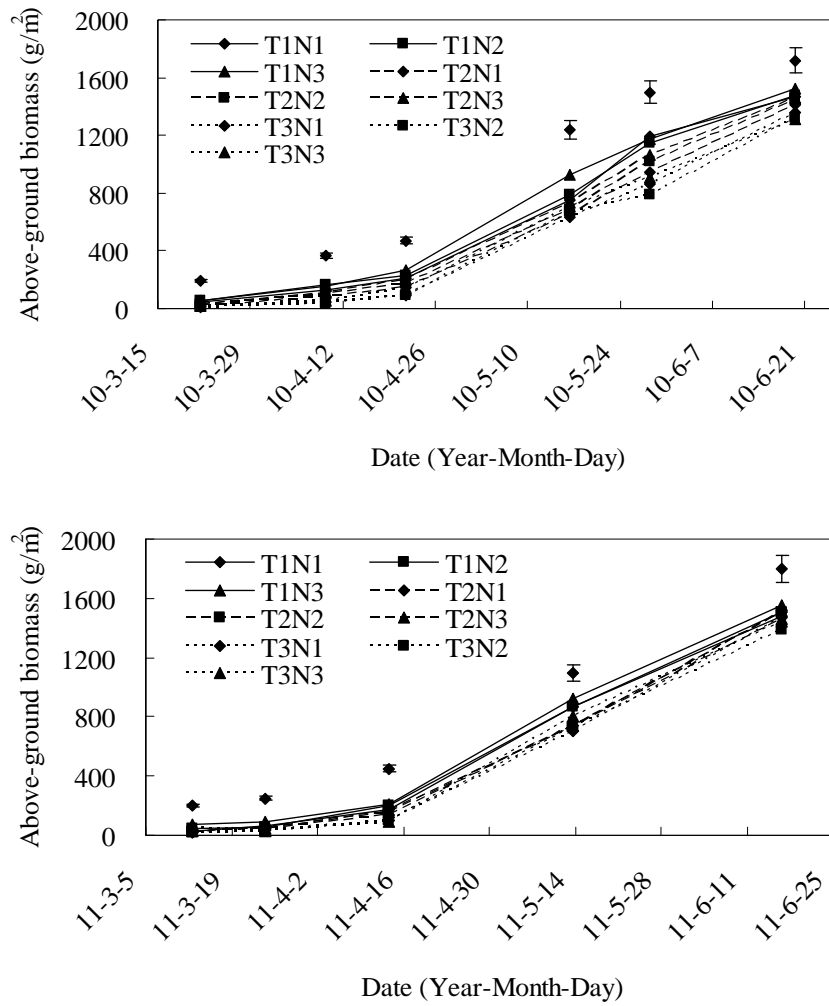 Above-ground biomass (g/m²)
2000
1600
1200
800
400
0
T1N1
T1N2
T1N3
T2N1
T2N2
T2N3
T3N1
T3N2
T3N3
10-3-15
10-3-29
10-4-12
10-4-26
10-5-10
10-5-24
10-6-7
10-6-21
Date (Year-Month-Day)
Above-ground biomass (g/m²)
2000
1600
1200
800
400
0
T1N1
T1N2
T1N3
T2N1
T2N2
T2N3
T3N1
T3N2
T3N3
11-3-5
11-3-19
11-4-2
11-4-16
11-4-30
11-5-14
11-5-28
11-6-11
11-6-25
Date (Year-Month-Day)